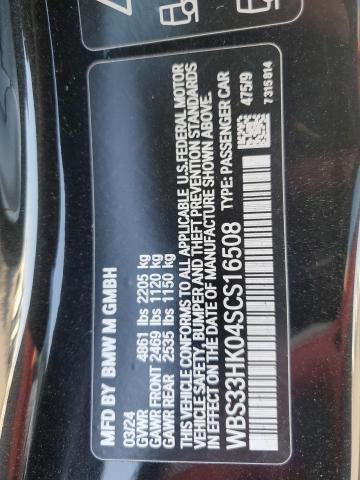 MFD BY BMW M GMBH
03/24
GVWR 4861 lbs 2205 kg
GAWR FRONT 2469 lbs 1120 kg
GAWR REAR 2535 lbs 1150 kg
THIS VEHICLE CONFORMS TO ALL APPLICABLE U.S. FEDERAL MOTOR
VEHICLE SAFETY, BUMPER AND THEFT PREVENTION STANDARDS
IN EFFECT ON THE DATE OF MANUFACTURE SHOWN ABOVE.
WBS33HK04SCS16508 TYPE: PASSENGER CAR
475/9
7 315 814